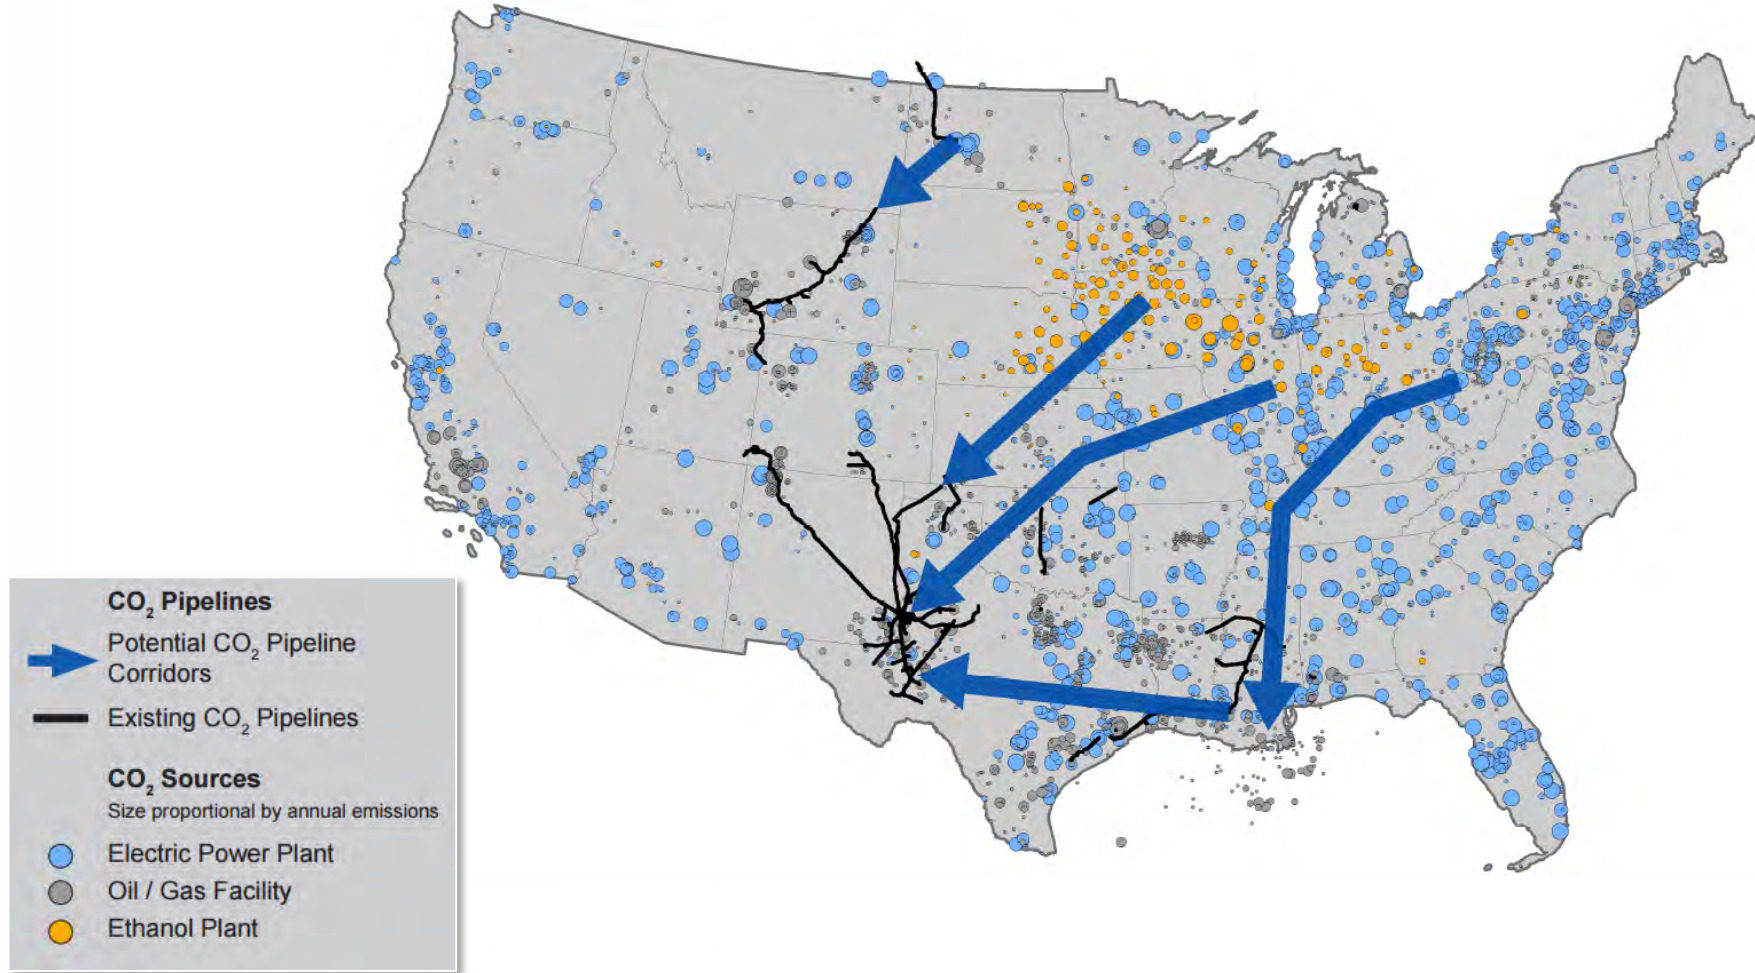 CO₂ Pipelines
Potential CO₂ Pipeline
Corridors
Existing CO₂ Pipelines
CO₂ Sources
Size proportional by annual emissions
Electric Power Plant
Oil / Gas Facility
Ethanol Plant